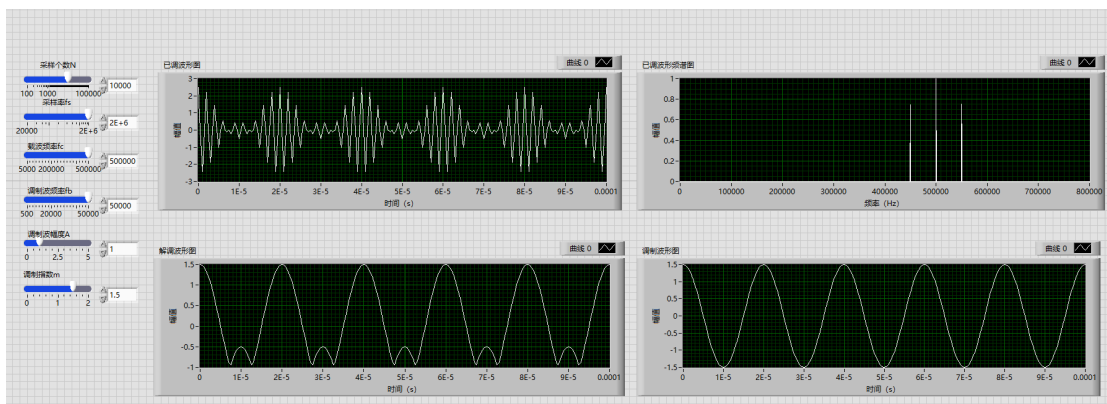 采样个数N
100 1000 100000
10000
采样率fs
20000 2E+6
2E+6
载波频率fc
5000 200000 500000
500000
调制波频率fb
500 20000 50000
50000
调制波幅度A
0 2.5 5
1
调制指数m
0 1 2
1.5
已调波形图
曲线 0
幅值
3
2
1
0
-1
-2
-3
0 1E-5 2E-5 3E-5 4E-5 5E-5 6E-5 7E-5 8E-5 9E-5 0.0001
时间 (s)
已调波形频谱图
曲线 0
幅值
1
0.8
0.6
0.4
0.2
0
0 100000 200000 300000 400000 500000 600000 700000 800000
频率 (Hz)
解调波形图
曲线 0
幅值
1.5
1
0.5
0
-0.5
-1
0 1E-5 2E-5 3E-5 4E-5 5E-5 6E-5 7E-5 8E-5 9E-5 0.0001
时间 (s)
调制波形图
曲线 0
幅值
1.5
1
0.5
0
-0.5
-1
-1.5
0 1E-5 2E-5 3E-5 4E-5 5E-5 6E-5 7E-5 8E-5 9E-5 0.0001
时间 (s)